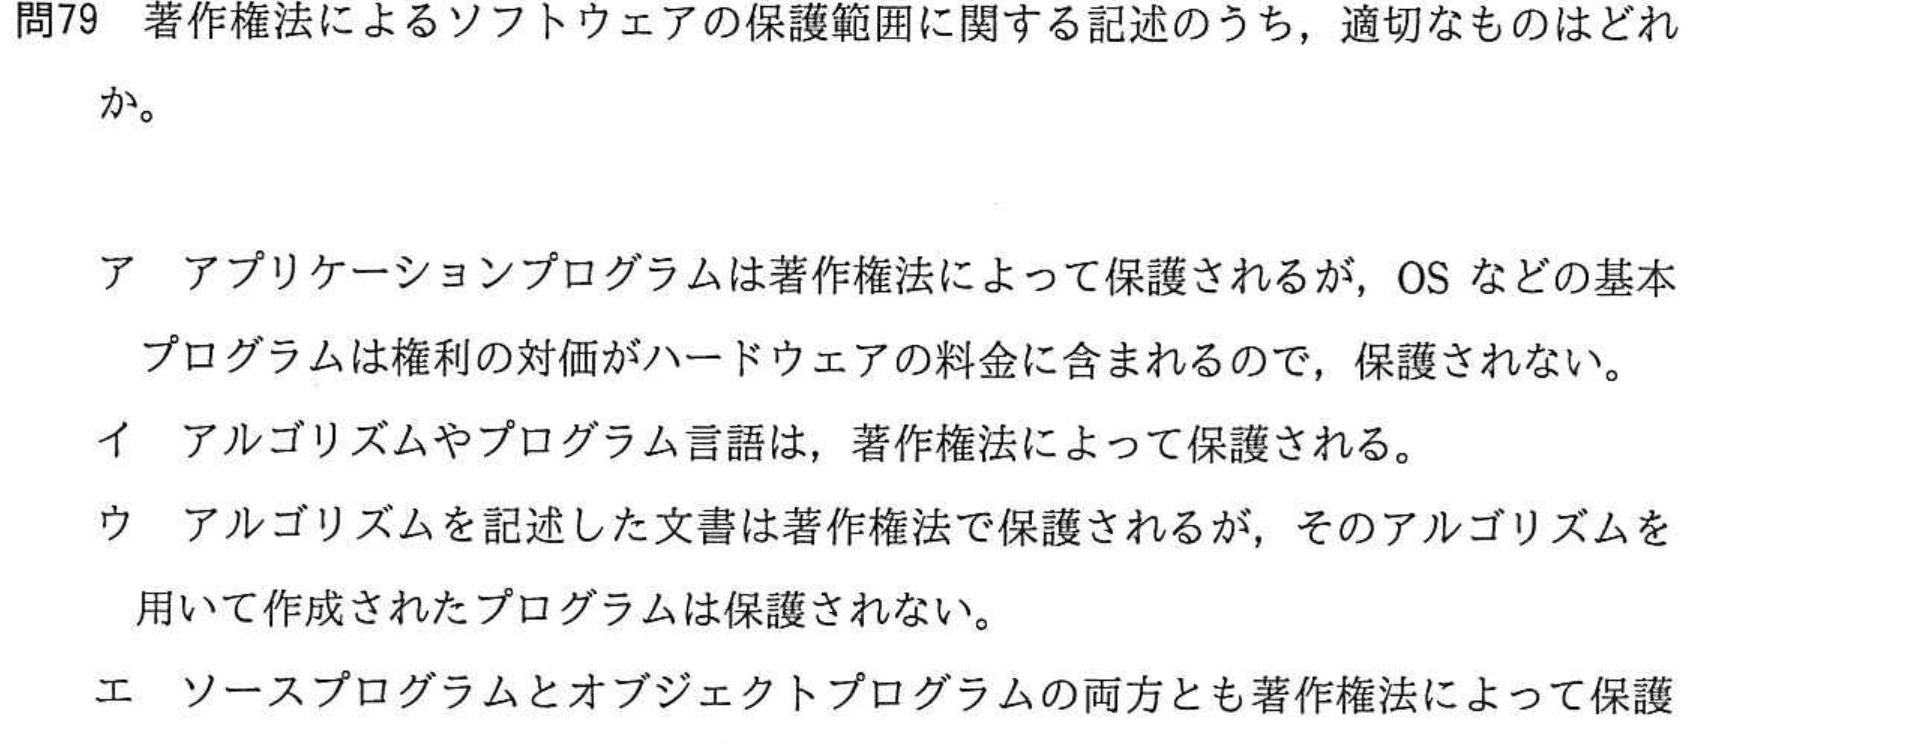 問79 著作権法によるソフトウェアの保護範囲に関する記述のうち，適切なものはどれ
か。
ア アプリケーションプログラムは著作権法によって保護されるが，OS などの基本
プログラムは権利の対価がハードウェアの料金に含まれるので，保護されない。
イ アルゴリズムやプログラム言語は，著作権法によって保護される。
ウ アルゴリズムを記述した文書は著作権法で保護されるが，そのアルゴリズムを
用いて作成されたプログラムは保護されない。
エ ソースプログラムとオブジェクトプログラムの両方とも著作権法によって保護